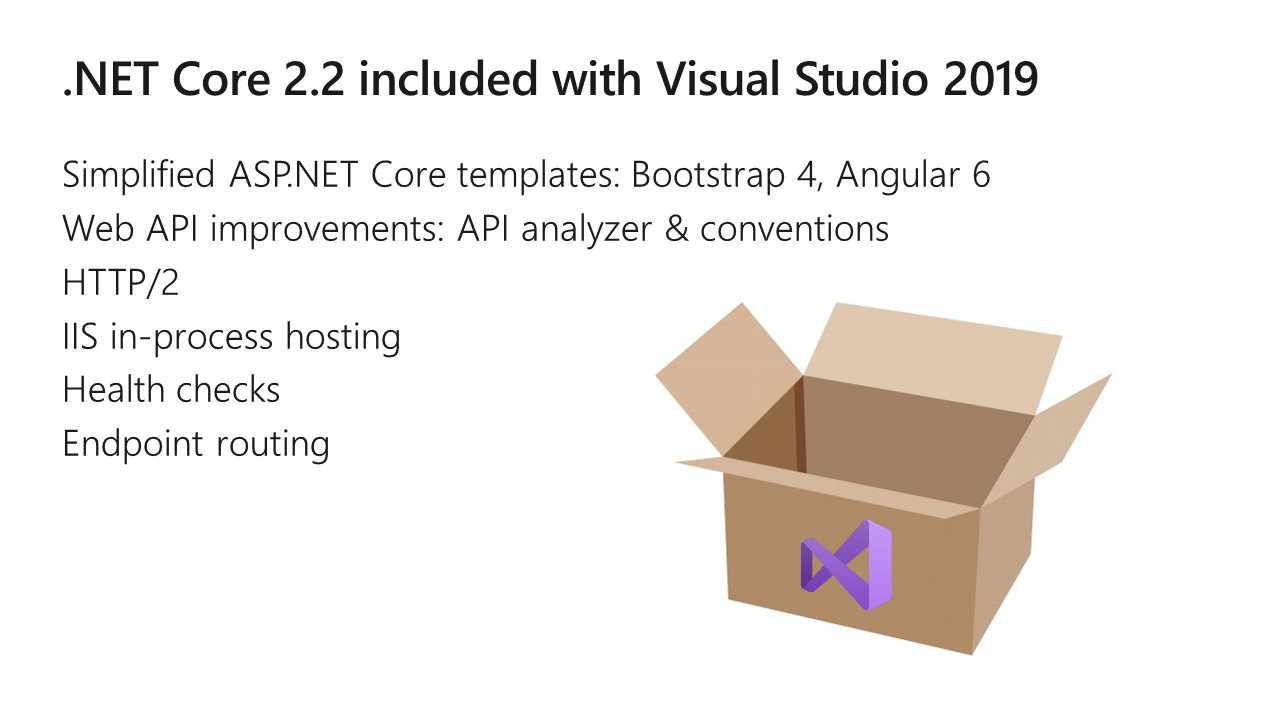 .NET Core 2.2 included with Visual Studio 2019
Simplified ASP.NET Core templates: Bootstrap 4, Angular 6
Web API improvements: API analyzer & conventions
HTTP/2
IIS in-process hosting
Health checks
Endpoint routing